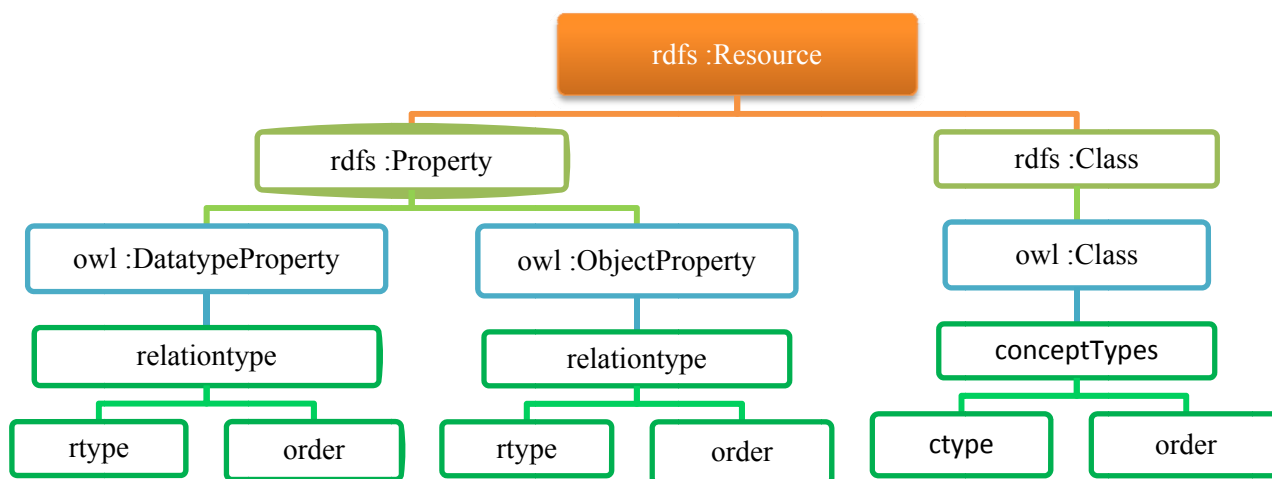 rdfs :Resource
rdfs :Property
rdfs :Class
owl :DatatypeProperty
owl :ObjectProperty
owl :Class
relationtype
relationtype
conceptTypes
rtype
order
rtype
order
ctype
order